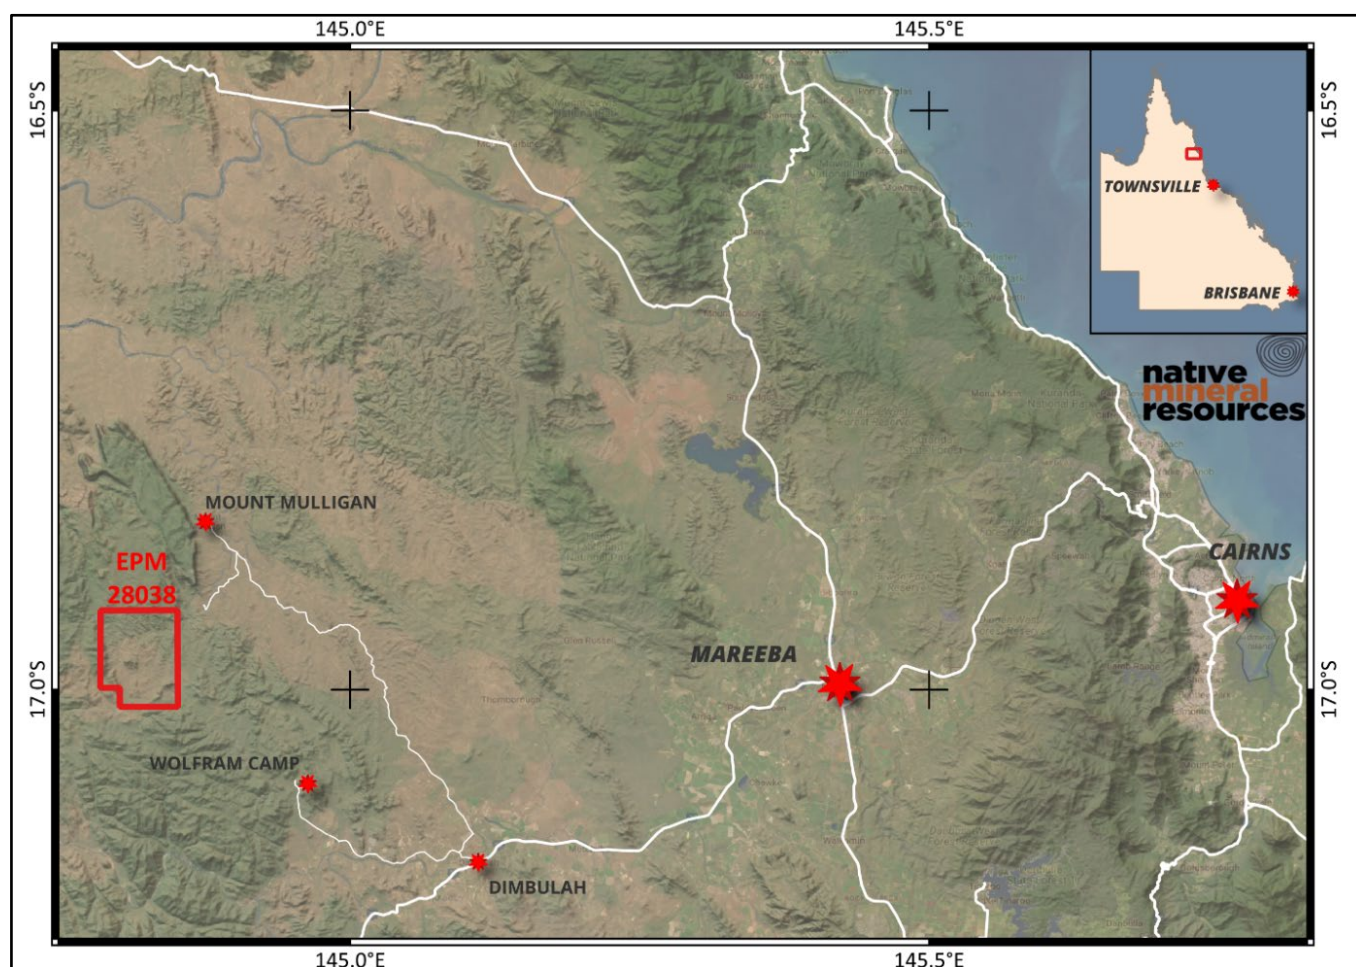 145.0°E
145.5°E
16.5°S
16.5°S
TOWNSVILLE
BRISBANE
native
mineral
resources
MOUNT MULLIGAN
EPM
28038
CAIRNS
MAREEBA
17.0°S
17.0°S
WOLFRAM CAMP
DIMBULAH
145.0°E
145.5°E